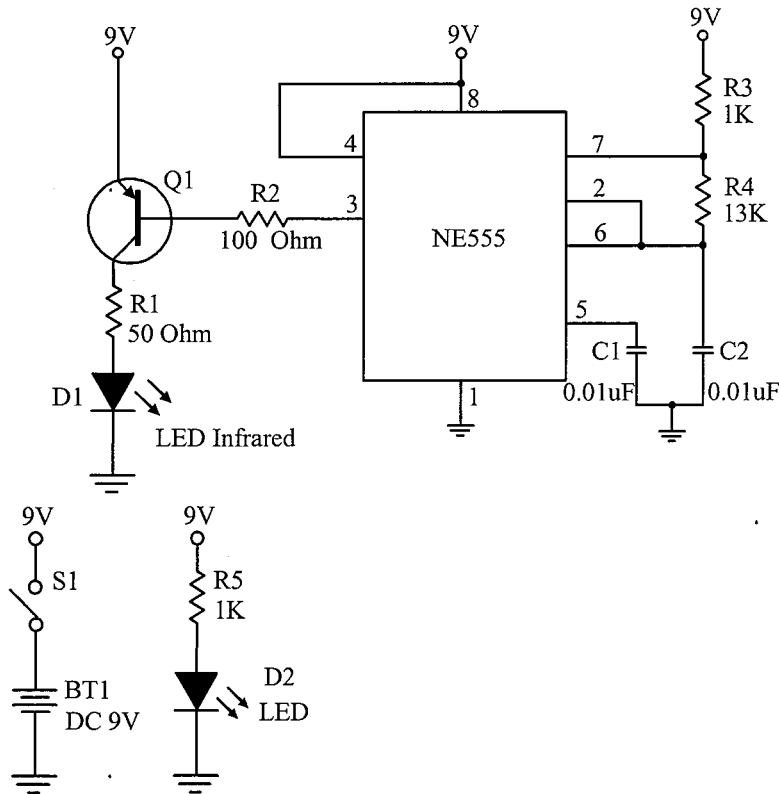 9V
9V
9V
8
R3
1K
4
7
Q1
R2
3
2
R4
13K
100 Ohm
NE555
6
R1
50 Ohm
5
C1
C2
D1
1
0.01uF
0.01uF
LED Infrared
9V
9V
S1
R5
1K
BT1
DC 9V
D2
LED